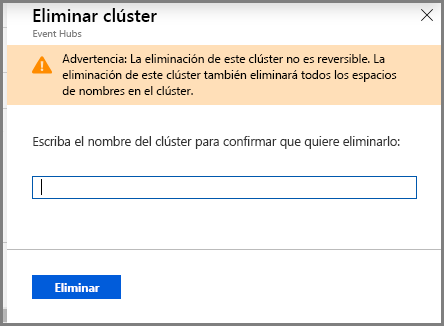 Eliminar clúster
Event Hubs
Advertencia: La eliminación de este clúster no es reversible. La
eliminación de este clúster también eliminará todos los espacios
de nombres en el clúster.
Escriba el nombre del clúster para confirmar que quiere eliminarlo:
Eliminar